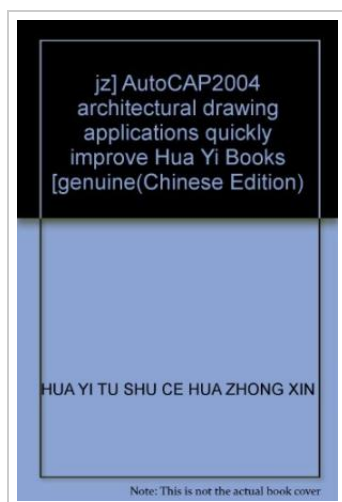 jz] AutoCAP2004
architectural drawing
applications quickly
improve Hua Yi Books
[genuine(Chinese Edition)
HUA YI TU SHU CE HUA ZHONG XIN
Note: This is not the actual book cover